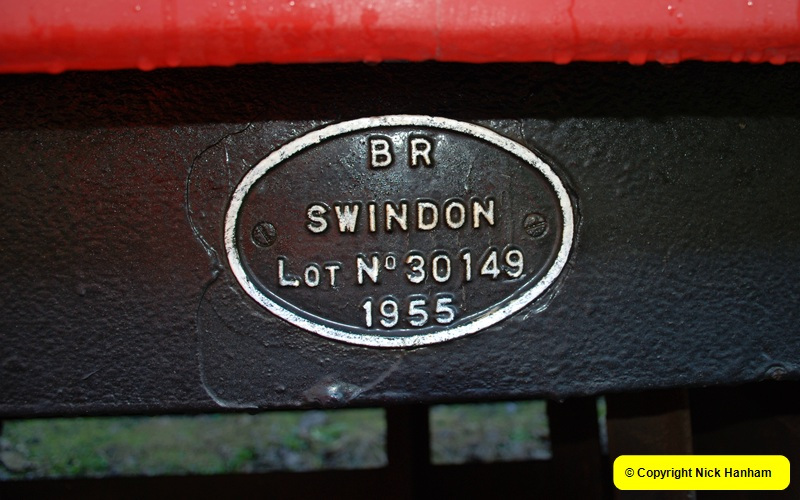 BR
SWINDON
LOT Nº 30149
1955
© Copyright Nick Hanham